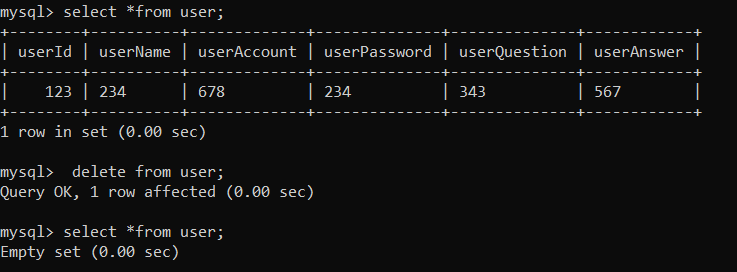 mysql> select *from user;
+--------+----------+-------------+--------------+--------------+------------+
| userId | userName | userAccount | userPassword | userQuestion | userAnswer |
+--------+----------+-------------+--------------+--------------+------------+
|    123 | 234      | 678         | 234          | 343          | 567        |
+--------+----------+-------------+--------------+--------------+------------+
1 row in set (0.00 sec)
mysql>  delete from user;
Query OK, 1 row affected (0.00 sec)
mysql> select *from user;
Empty set (0.00 sec)